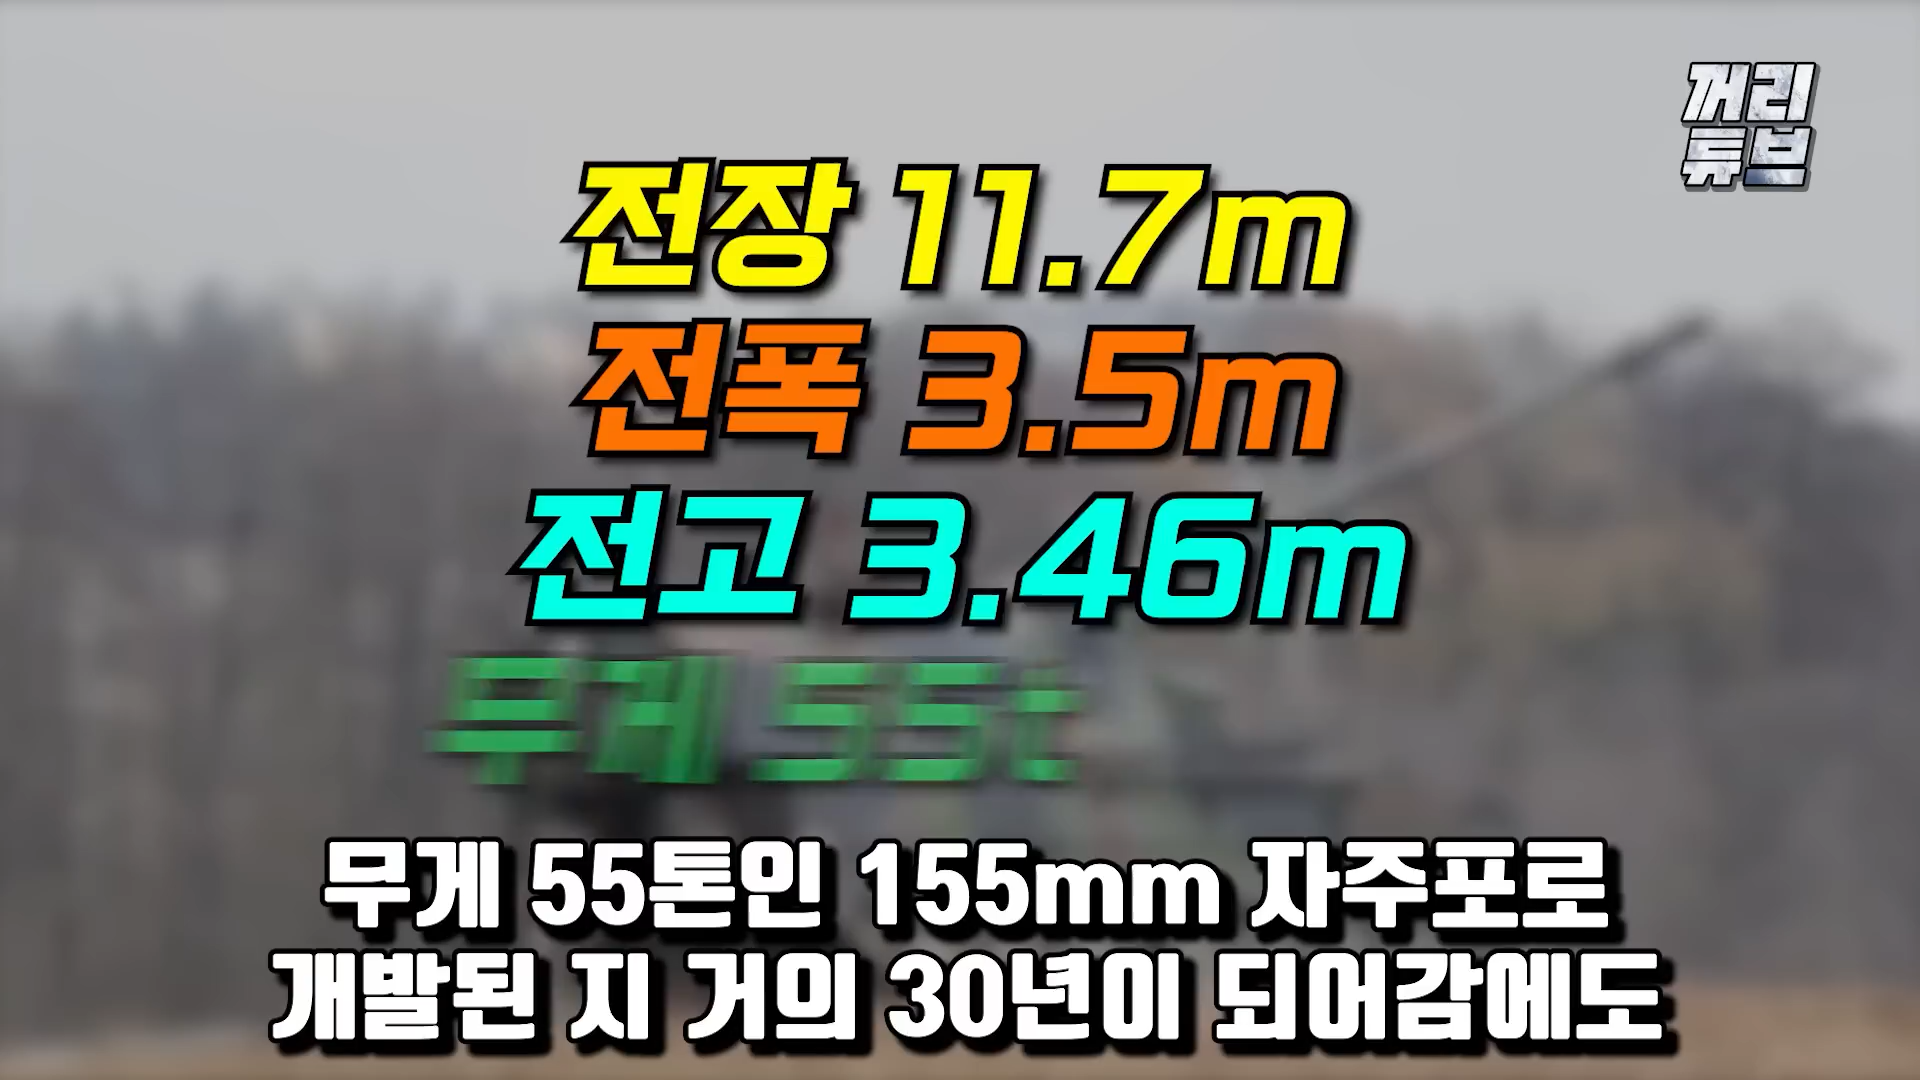 꺼리
튜브
전장 11.7m
전폭 3.5m
전고 3.46m
무게 55t
무게 55톤인 155mm 자주포로
개발된 지 거의 30년이 되어감에도